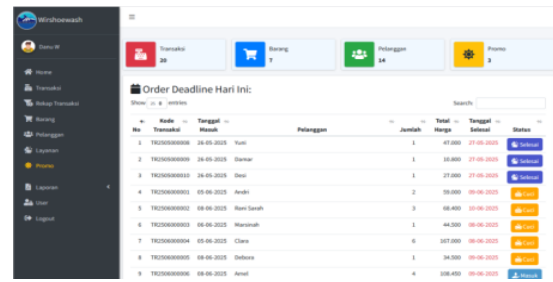 Wirshoewash
Danu W
Home
Transaksi
Rekap Transaksi
Barang
Pelanggan
Layanan
Promo
Laporan
User
Logout
Transaksi
20
Barang
7
Pelanggan
14
Promo
3
Order Deadline Hari Ini:
Show 25 entries Search:
No Kode Transaksi Tanggal Masuk Pelanggan Jumlah Total Harga Tanggal Selesai Status
1 TR2505000008 26-05-2025 Yuni 1 47,000 27-05-2025 Selesai
2 TR2505000009 26-05-2025 Damar 1 10,800 27-05-2025 Selesai
3 TR2505000010 26-05-2025 Desi 1 27,000 27-05-2025 Selesai
4 TR2506000001 05-06-2025 Andri 2 59,000 09-06-2025 Cuci
5 TR2506000002 08-06-2025 Rani Sarah 3 68,400 10-06-2025 Cuci
6 TR2506000003 06-06-2025 Marsinah 1 44,500 08-06-2025 Cuci
7 TR2506000004 05-06-2025 Clara 6 167,000 08-06-2025 Cuci
8 TR2506000005 08-06-2025 Debora 1 34,500 09-06-2025 Cuci
9 TR2506000006 08-06-2025 Amel 4 108,450 09-06-2025 Masuk